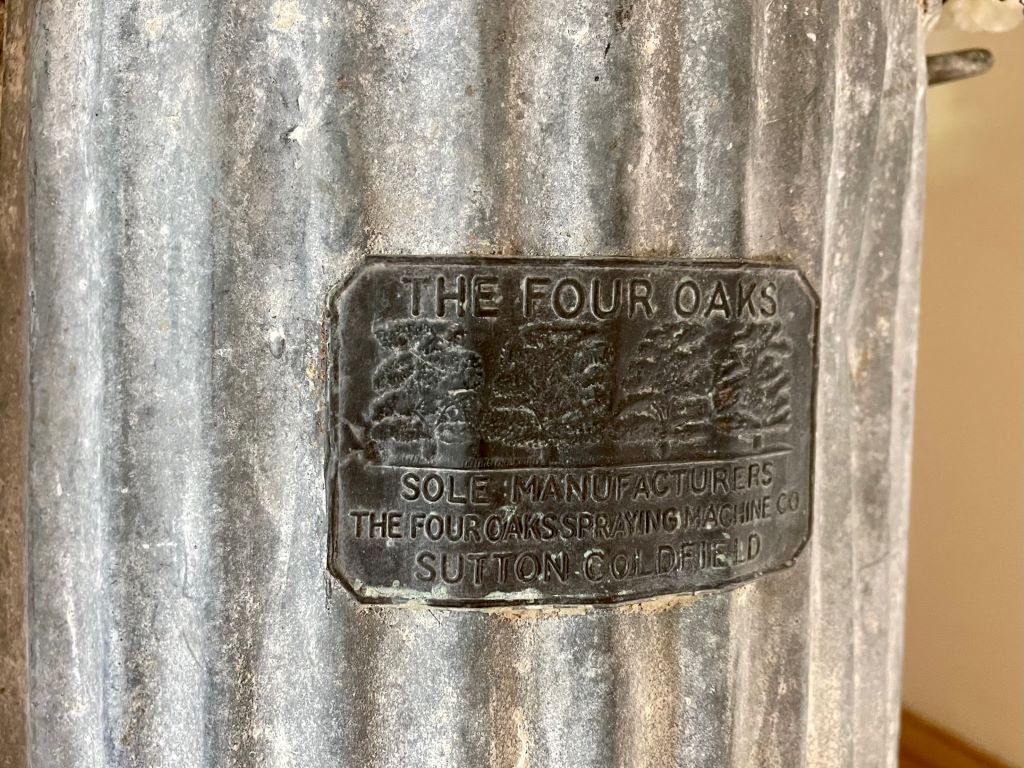 THE FOUR OAKS
SOLE MANUFACTURERS
THE FOUR OAKS SPRAYING MACHINE CO.
SUTTON COLDFIELD